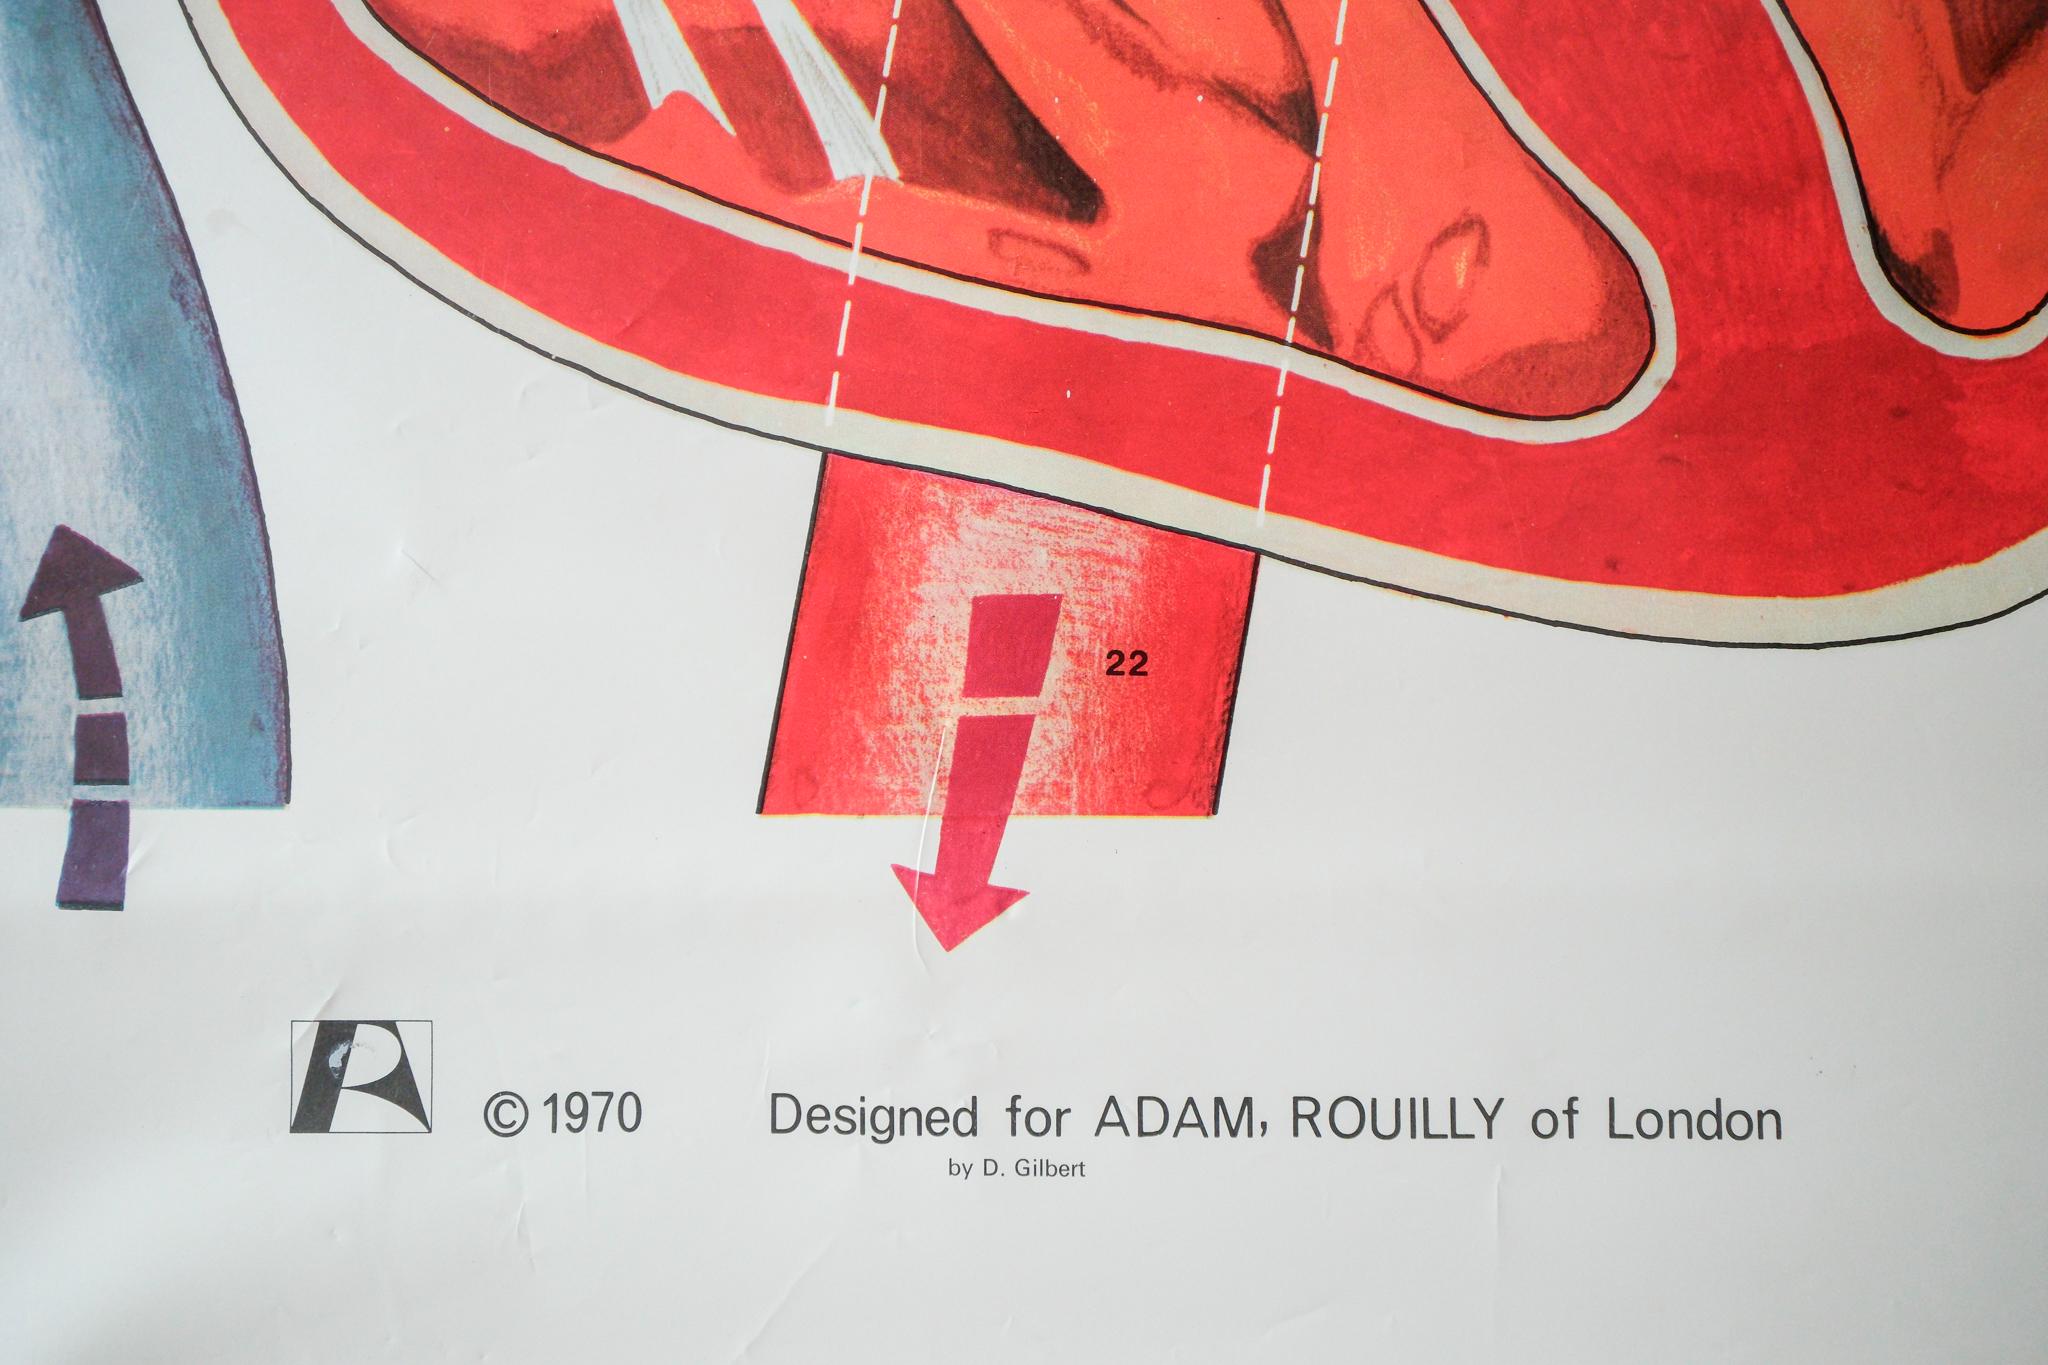 22
© 1970
Designed for ADAM, ROUILLY of London
by D. Gilbert